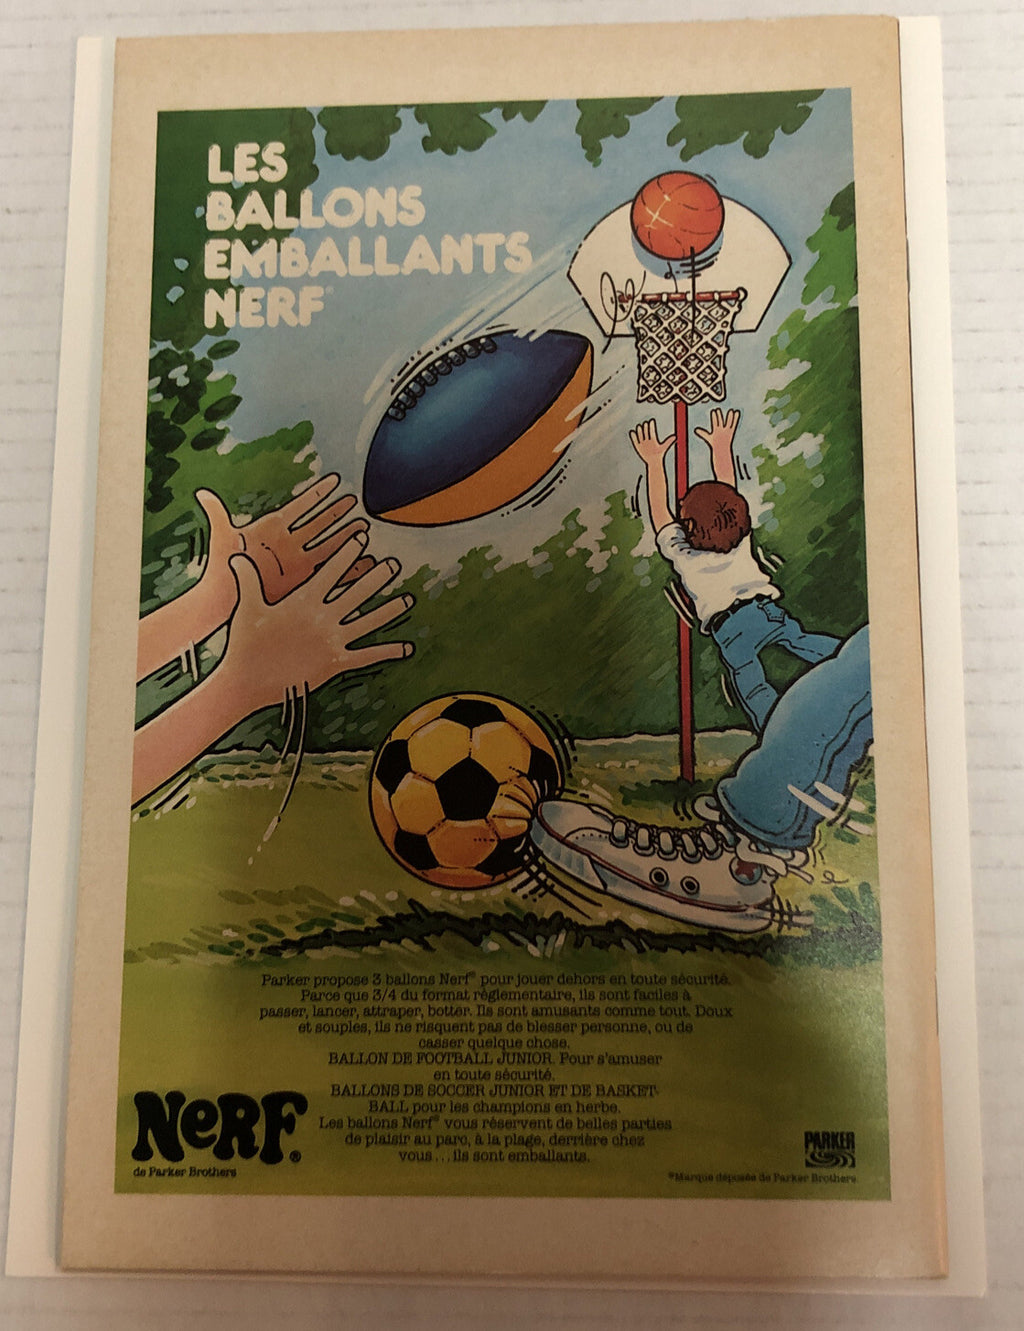 LES
BALLONS
EMBALLANTS
NERF®
Parker propose 3 ballons Nerf® pour jouer dehors en toute sécurité.
Parce que 3/4 du format règlementaire, ils sont faciles à
passer, lancer, attraper, botter. Ils sont amusants comme tout. Doux
et souples, ils ne risquent pas de blesser personne, ou de
casser quelque chose.
BALLON DE FOOTBALL JUNIOR. Pour s'amuser
en toute sécurité.
BALLONS DE SOCCER JUNIOR ET DE BASKET-
BALL pour les champions en herbe.
Les ballons Nerf® vous réservent de belles parties
de plaisir au parc, à la plage, derrière chez
vous...ils sont emballants.
NeRF®
de Parker Brothers
PARKER
®Marque déposée de Parker Brothers